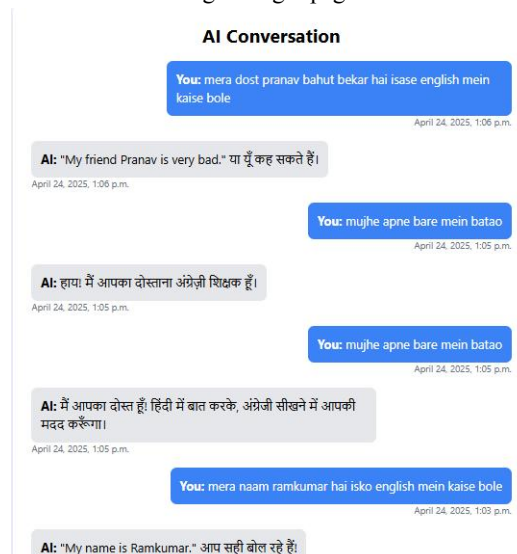 AI Conversation
You: mera dost pranav bahut bekar hai isase english mein
kaise bole
April 24, 2025, 1:06 p.m.
AI: "My friend Pranav is very bad." या यूँ कह सकते हैं।
April 24, 2025, 1:06 p.m.
You: mujhe apne bare mein batao
April 24, 2025, 1:05 p.m.
AI: हाय! मैं आपका दोस्ताना अंग्रेज़ी शिक्षक हूँ।
April 24, 2025, 1:05 p.m.
You: mujhe apne bare mein batao
April 24, 2025, 1:05 p.m.
AI: मैं आपका दोस्त हूँ! हिंदी में बात करके, अंग्रेजी सीखने में आपकी
मदद करूँगा।
April 24, 2025, 1:05 p.m.
You: mera naam ramkumar hai isko english mein kaise bole
April 24, 2025, 1:03 p.m.
AI: "My name is Ramkumar." आप सही बोल रहे हैं!